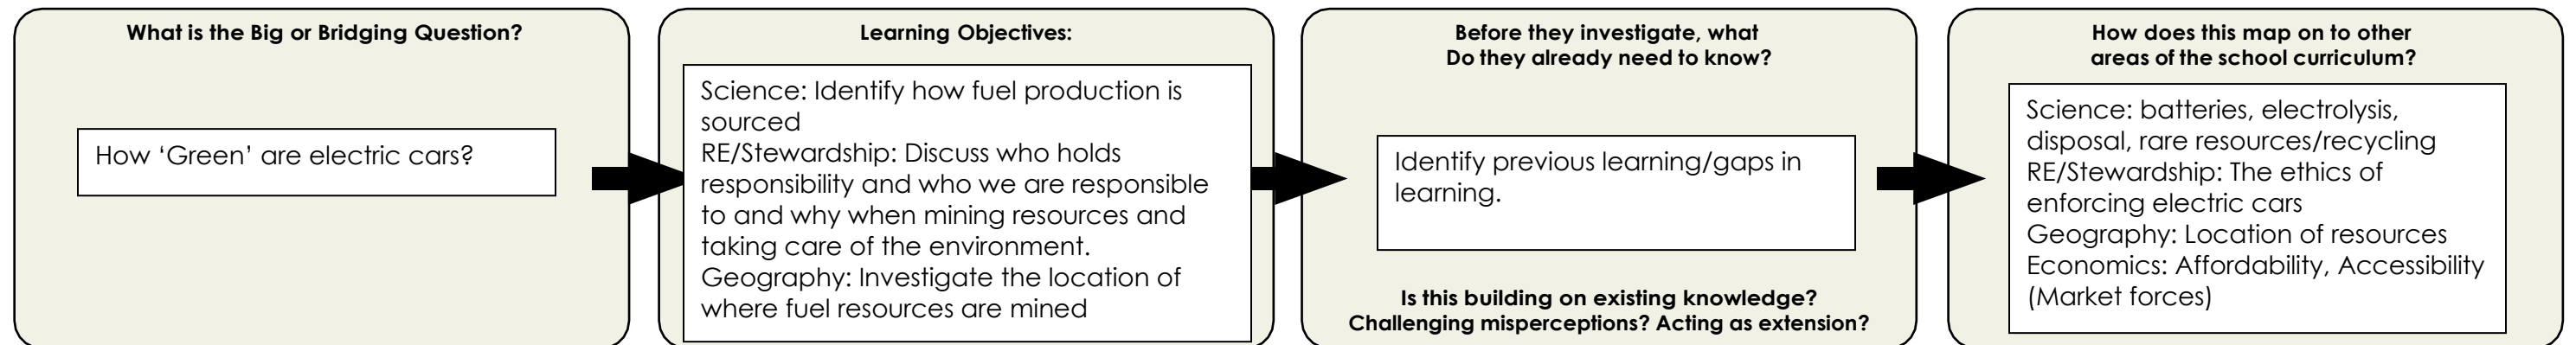 What is the Big or Bridging Question?
How ‘Green’ are electric cars?
Learning Objectives:
Science: Identify how fuel production is
sourced
RE/Stewardship: Discuss who holds
responsibility and who we are responsible
to and why when mining resources and
taking care of the environment.
Geography: Investigate the location of
where fuel resources are mined
Before they investigate, what
Do they already need to know?
Identify previous learning/gaps in
learning.
Is this building on existing knowledge?
Challenging misperceptions? Acting as extension?
How does this map on to other
areas of the school curriculum?
Science: batteries, electrolysis,
disposal, rare resources/recycling
RE/Stewardship: The ethics of
enforcing electric cars
Geography: Location of resources
Economics: Affordability, Accessibility
(Market forces)